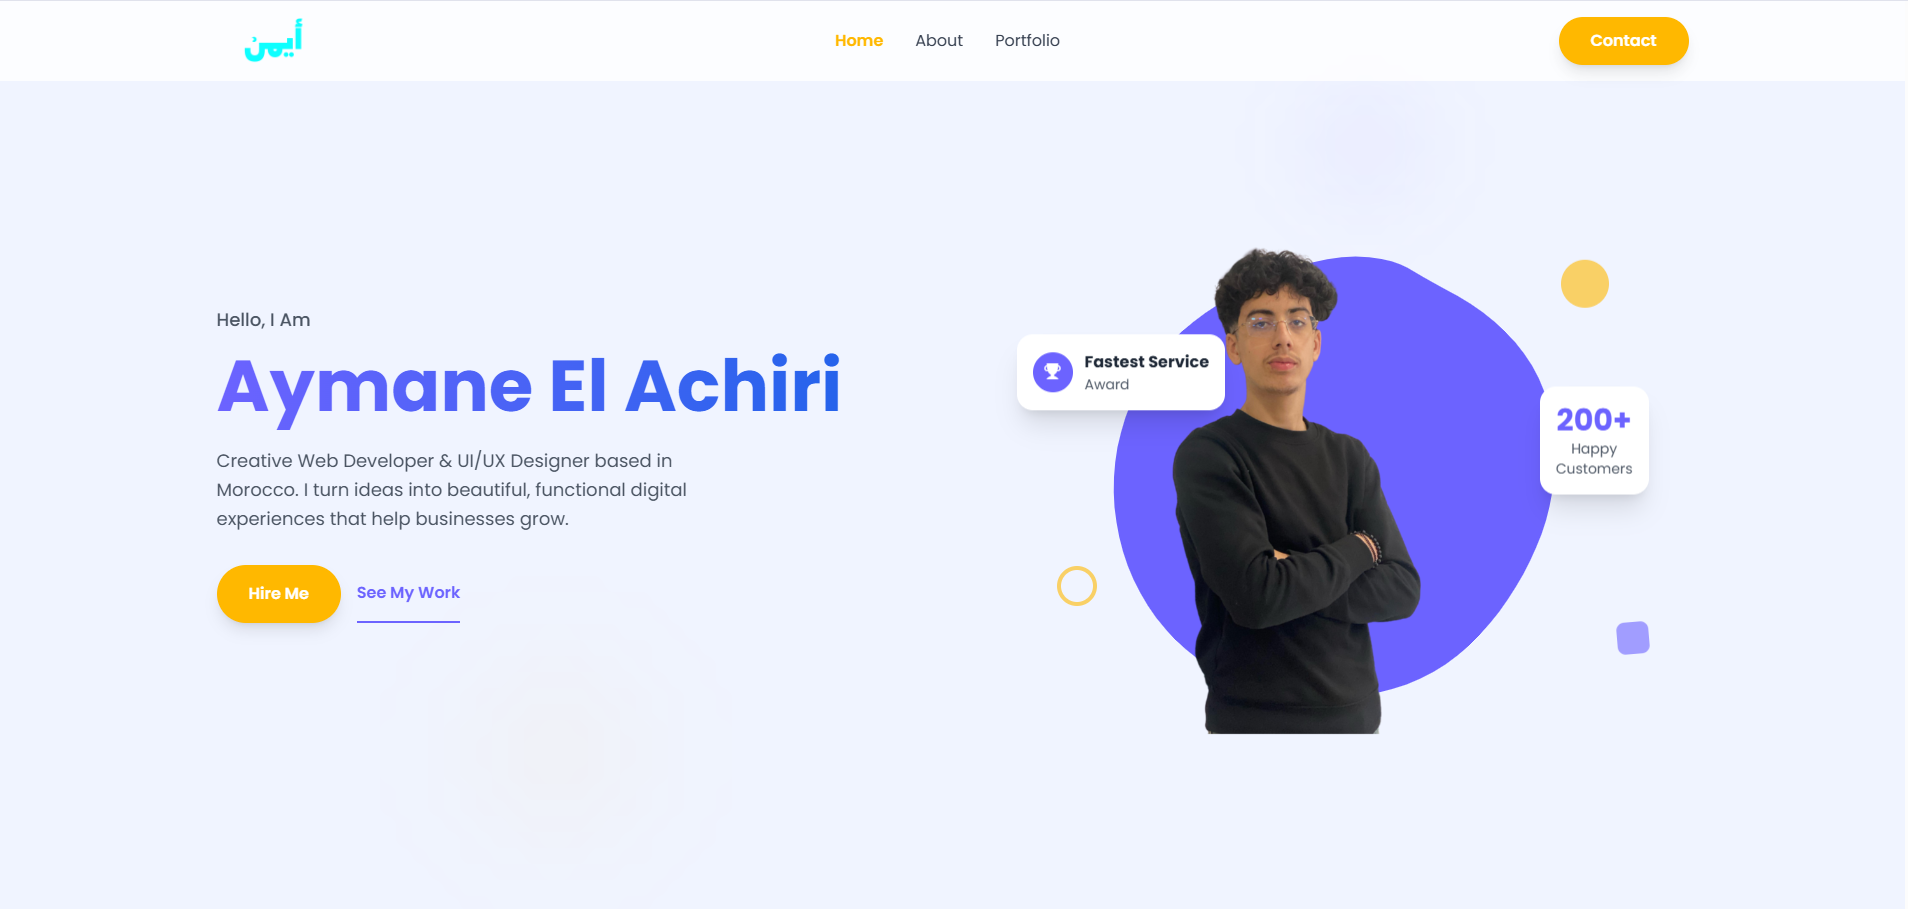 أيمن
Home
About
Portfolio
Contact
Hello, I Am
Aymane El Achiri
Creative Web Developer & UI/UX Designer based in
Morocco. I turn ideas into beautiful, functional digital
experiences that help businesses grow.
Hire Me
See My Work
Fastest Service
Award
200+
Happy
Customers